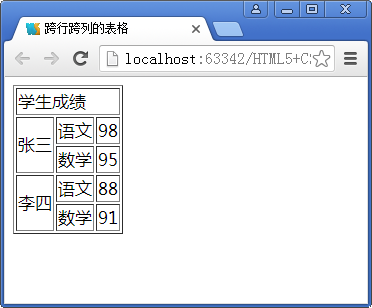 跨行跨列的表格
localhost:63342/HTML5+C
学生成绩
张三 语文 98
数学 95
李四 语文 88
数学 91